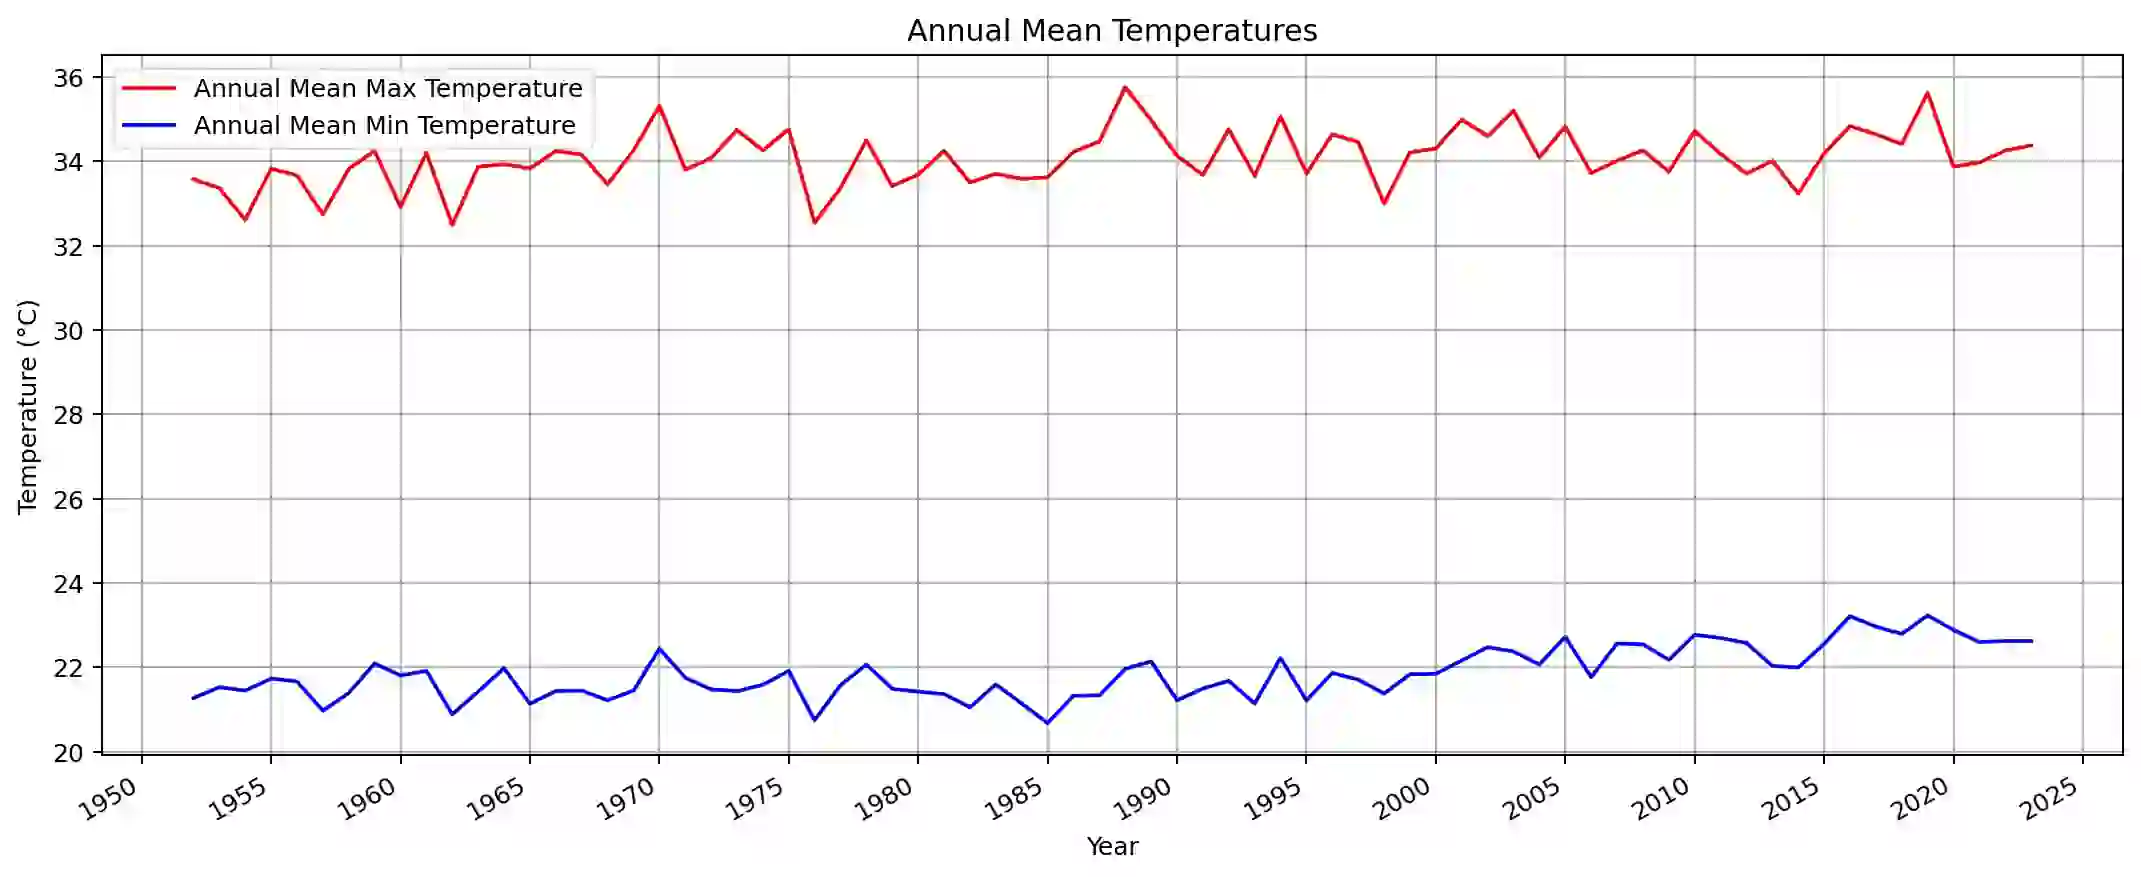 Annual Mean Temperatures
Annual Mean Max Temperature
Annual Mean Min Temperature
36
34
32
30
28
26
24
22
20
Temperature (°C)
1950 1955 1960 1965 1970 1975 1980 1985 1990 1995 2000 2005 2010 2015 2020 2025
Year